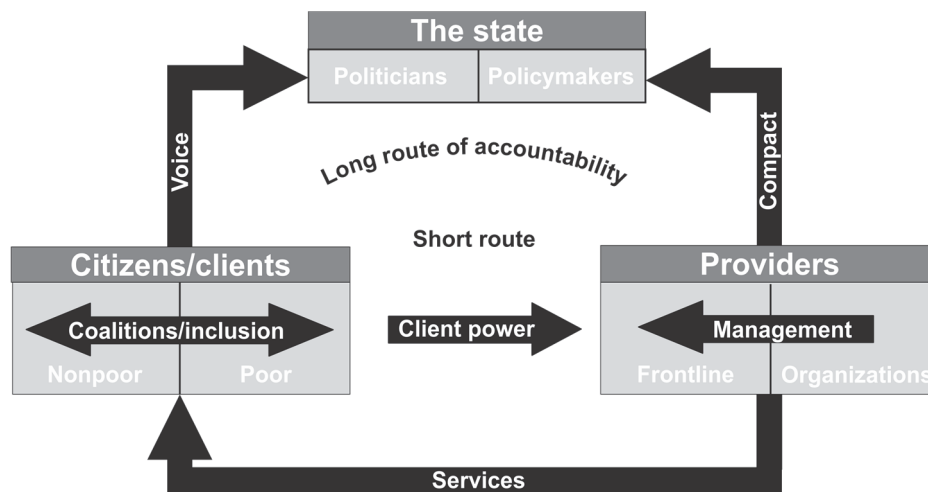 The state
Politicians
Policymakers
Voice
Long route of accountability
Compact
Short route
Citizens/clients
Providers
Coalitions/inclusion
Client power
Management
Nonpoor
Poor
Frontline
Organizations
Services